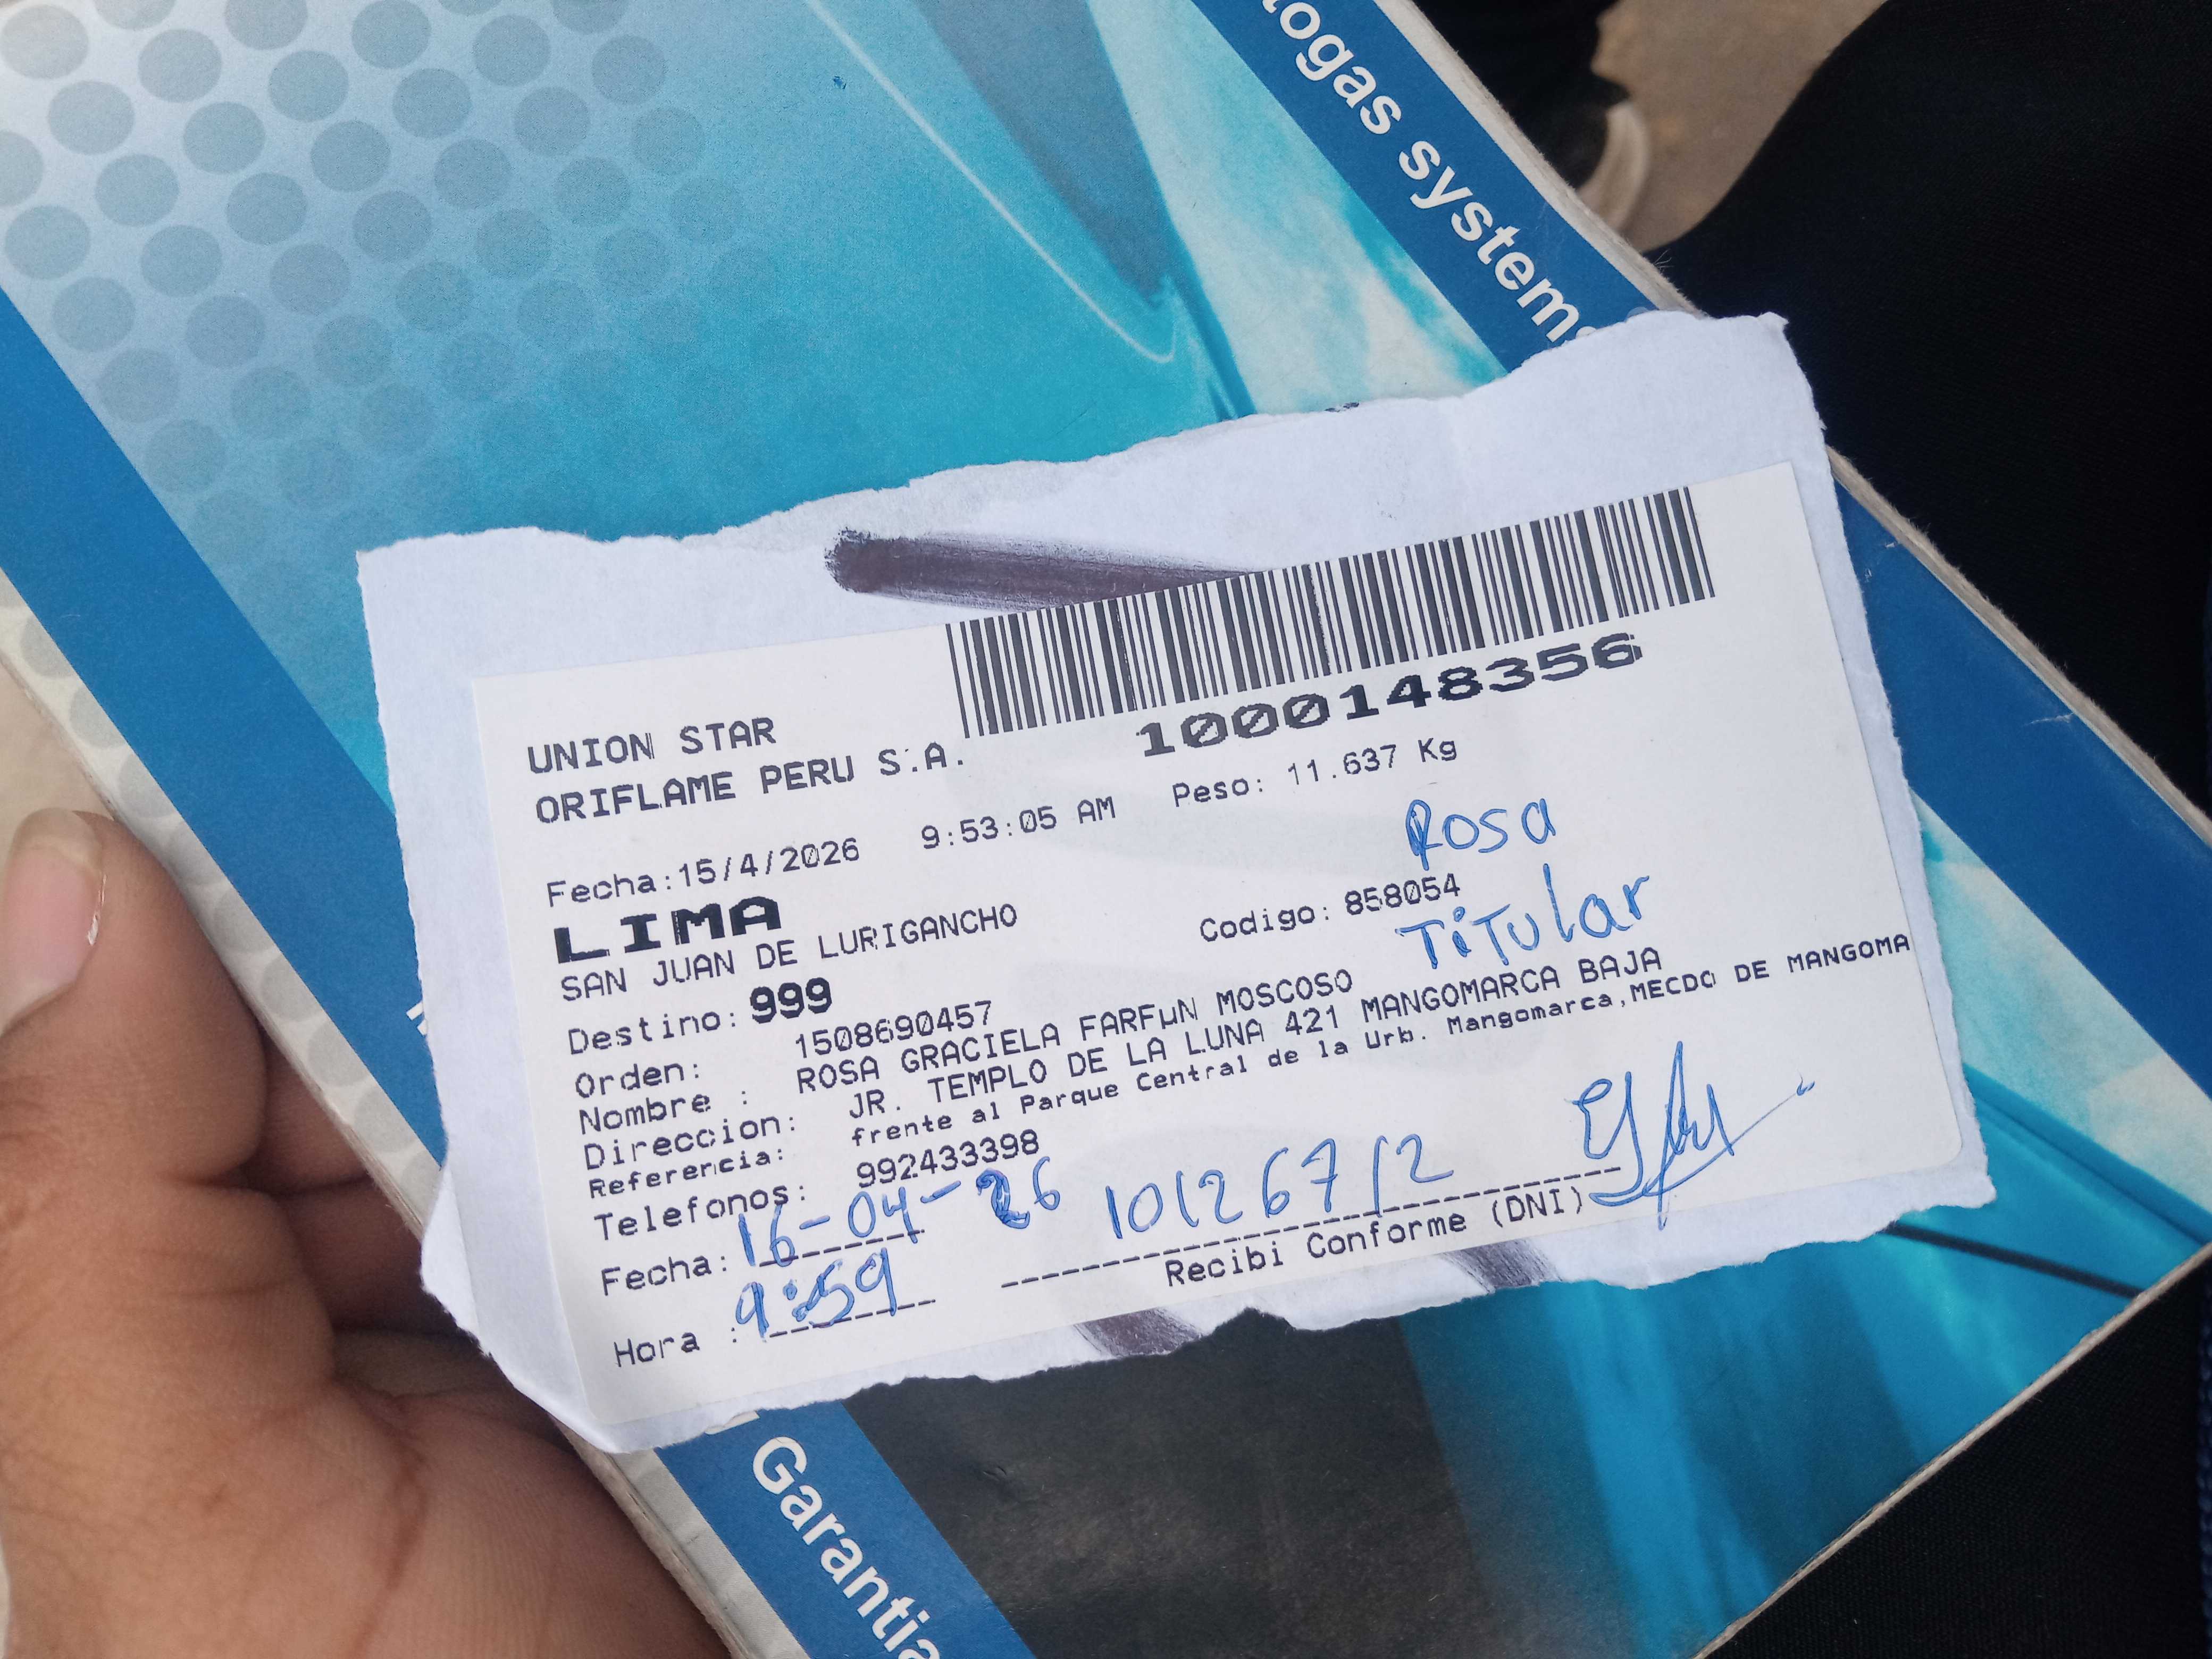 togas systems
1000148356
UNION STAR
ORIFLAME PERU S.A.
Fecha:15/4/2026 9:53:05 AM Peso: 11.637 Kg
Rosa
LIMA
SAN JUAN DE LURIGANCHO Codigo: 858054
Titular
Destino: 999
Orden: 1508690457
Nombre : ROSA GRACIELA FARFµN MOSCOSO
Direccion: JR. TEMPLO DE LA LUNA 421 MANGOMARCA BAJA
Referencia: frente al Parque Central de la Urb. Mangomarca,MECDO DE MANGOMA
Telefonos: 992433398
Fecha: 16-04-26 10126712
Hora : 9:59 Recibi Conforme (DNI)
Garantia